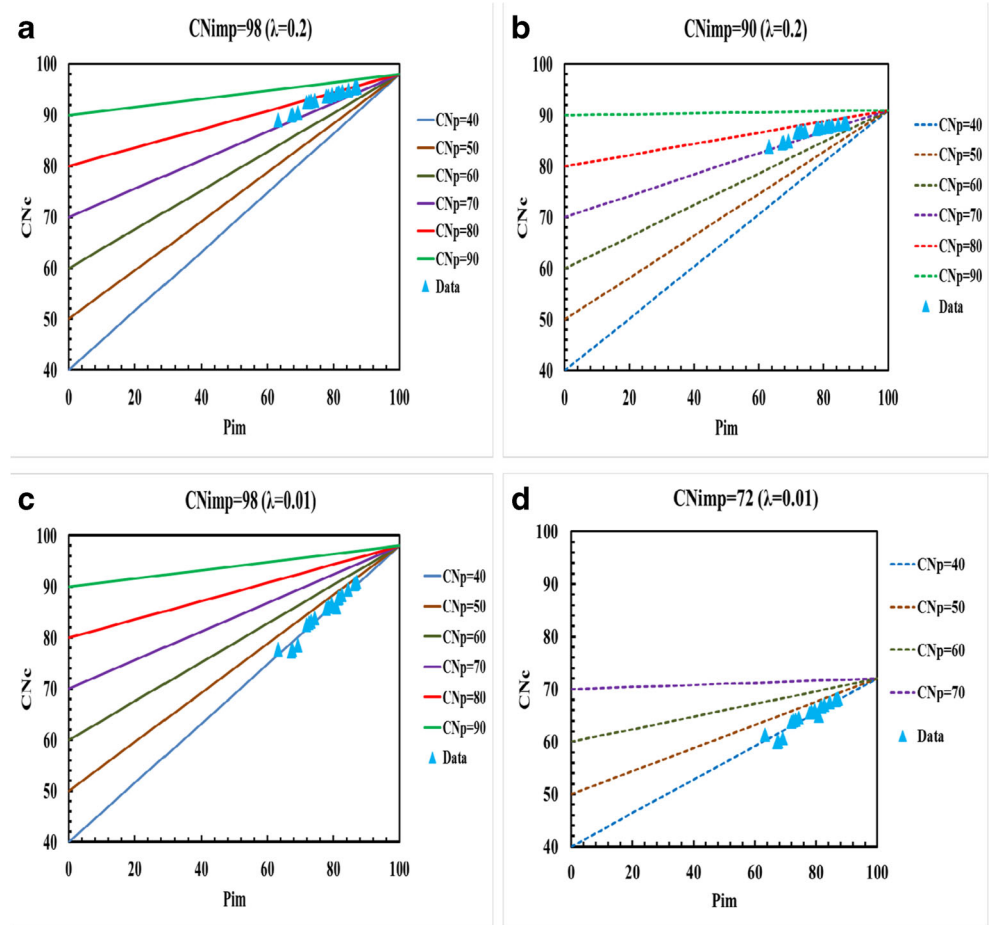 a
CNimp=98 (λ=0.2)
100
90
80
70
60
50
40
CNc
0 20 40 60 80 100
Pim
CNp=40
CNp=50
CNp=60
CNp=70
CNp=80
CNp=90
Data
b
CNimp=90 (λ=0.2)
100
90
80
70
60
50
40
CNc
0 20 40 60 80 100
Pim
CNp=40
CNp=50
CNp=60
CNp=70
CNp=80
CNp=90
Data
c
CNimp=98 (λ=0.01)
100
90
80
70
60
50
40
CNc
0 20 40 60 80 100
Pim
CNp=40
CNp=50
CNp=60
CNp=70
CNp=80
CNp=90
Data
d
CNimp=72 (λ=0.01)
100
90
80
70
60
50
40
CNc
0 20 40 60 80 100
Pim
CNp=40
CNp=50
CNp=60
CNp=70
Data